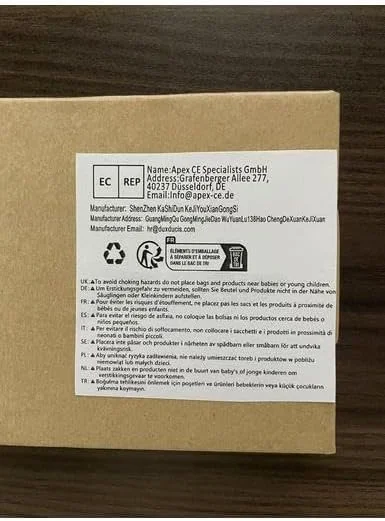 EC REP
Name:Apex CE Specialists GmbH
Address:Grafenberger Allee 277,
40237 Düsseldorf, DE
Email:Info@apex-ce.de
Manufacturer: ShenZhen KaShiDun KeJiYouXianGongSi
Manufacturer Address: GuangMingQu GongMingJieDao WuYuanLu138Hao ChengDeXuanKeJiXuan
Manufacturer Email: hr@duxducis.com
FR
ÉLÉMENTS D'EMBALLAGE
À SÉPARER ET À DÉPOSER
DANS LE BAC DE TRI
UK :⚠To avoid choking hazards do not place bags and products near babies or young children.
DE :⚠ Um Erstickungsgefahr zu vermeiden, sollten Sie Beutel und Produkte nicht in der Nähe von
Säuglingen oder Kleinkindern aufstellen.
FR :⚠ Pour éviter les risques d'étouffement, ne placez pas les sacs et les produits à proximité de
bébés ou de jeunes enfants.
ES :⚠ Para evitar el riesgo de asfixia, no coloque las bolsas ni los productos cerca de bebés o
niños pequeños.
IT :⚠ Per evitare il rischio di soffocamento, non collocare i sacchetti e i prodotti in prossimità di
neonati o bambini piccoli.
SE :⚠ Placera inte påsar och produkter i närheten av spädbarn eller småbarn för att undvika
kvävningsrisk.
PL :⚠ Aby uniknąć ryzyka zadławienia, nie należy umieszczać toreb i produktów w pobliżu
niemowląt lub małych dzieci.
NL :⚠ Plaats zakken en producten niet in de buurt van baby's of jonge kinderen om
verstikkingsgevaar te voorkomen.
TR :⚠ Boğulma tehlikesini önlemek için poşetleri ve ürünleri bebeklerin veya küçük çocukların
yakınına koymayın.